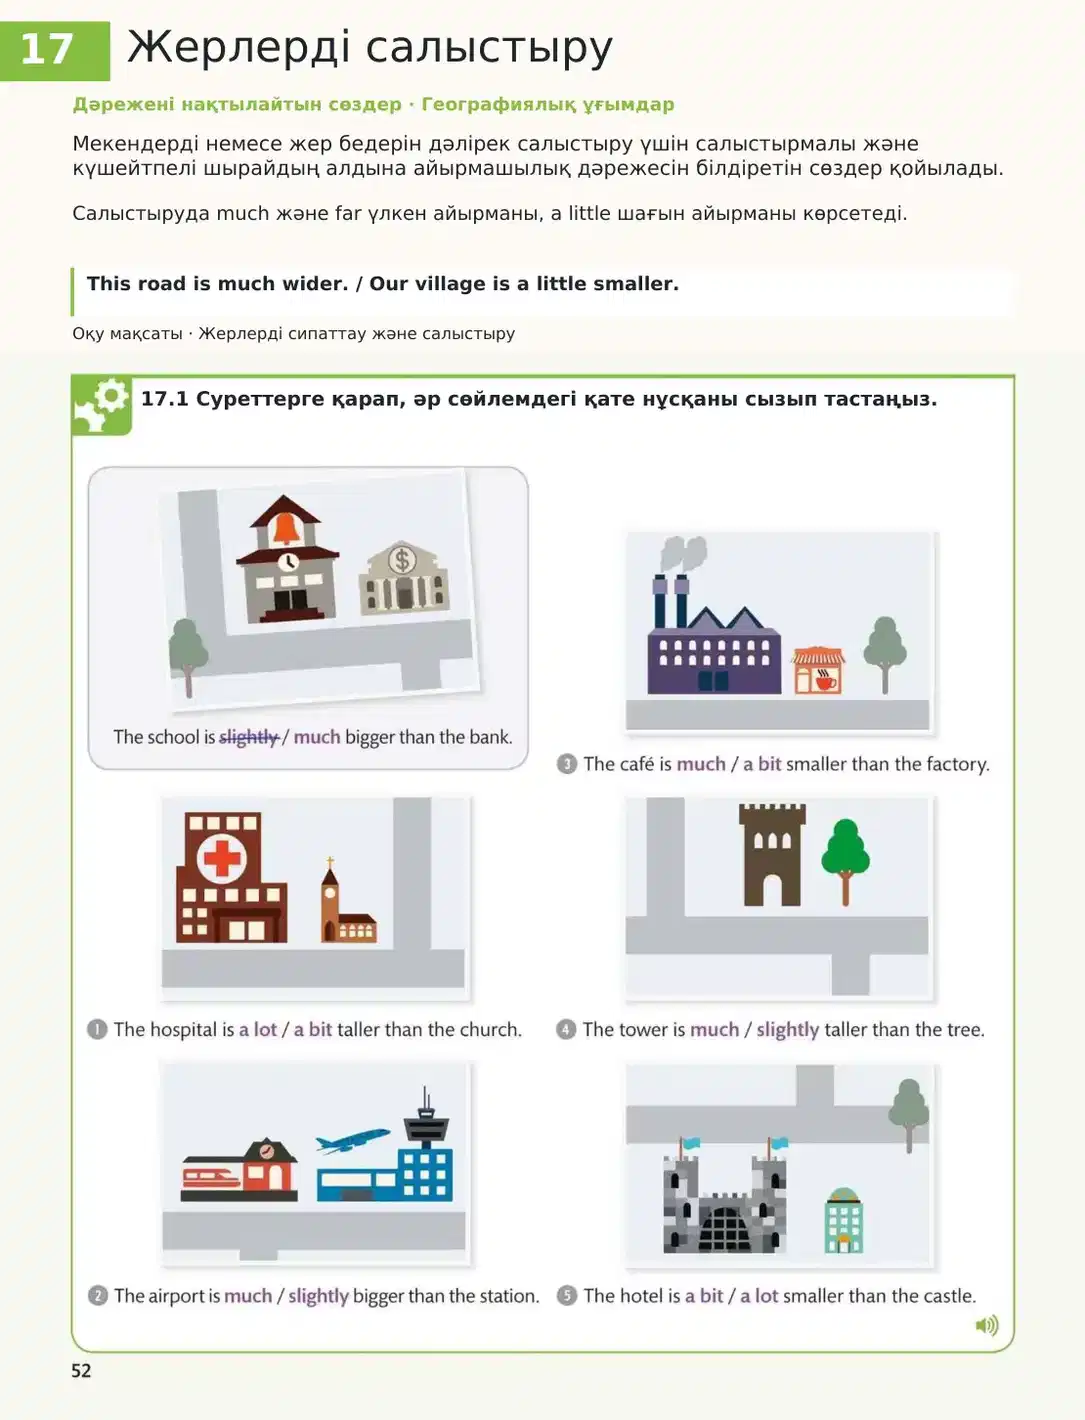 17 Жерлерді салыстыру
Дәрежені нақтылайтын сөздер · Географиялық ұғымдар
Мекендерді немесе жер бедерін дәлірек салыстыру үшін салыстырмалы және
күшейтпелі шырайдың алдына айырмашылық дәрежесін білдіретін сөздер қойылады.
Салыстыруда much және far үлкен айырманы, a little шағын айырманы көрсетеді.
This road is much wider. / Our village is a little smaller.
Оқу мақсаты · Жерлерді сипаттау және салыстыру
17.1 Суреттерге қарап, әр сөйлемдегі қате нұсқаны сызып тастаңыз.
$
The school is slightly / much bigger than the bank.
3 The café is much / a bit smaller than the factory.
1 The hospital is a lot / a bit taller than the church.
4 The tower is much / slightly taller than the tree.
2 The airport is much / slightly bigger than the station.
5 The hotel is a bit / a lot smaller than the castle.
52